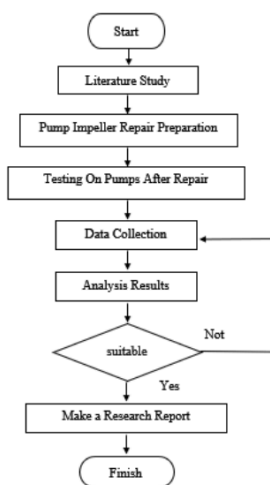 Start
Literature Study
Pump Impeller Repair Preparation
Testing On Pumps After Repair
Data Collection
Analysis Results
Not
suitable
Yes
Make a Research Report
Finish